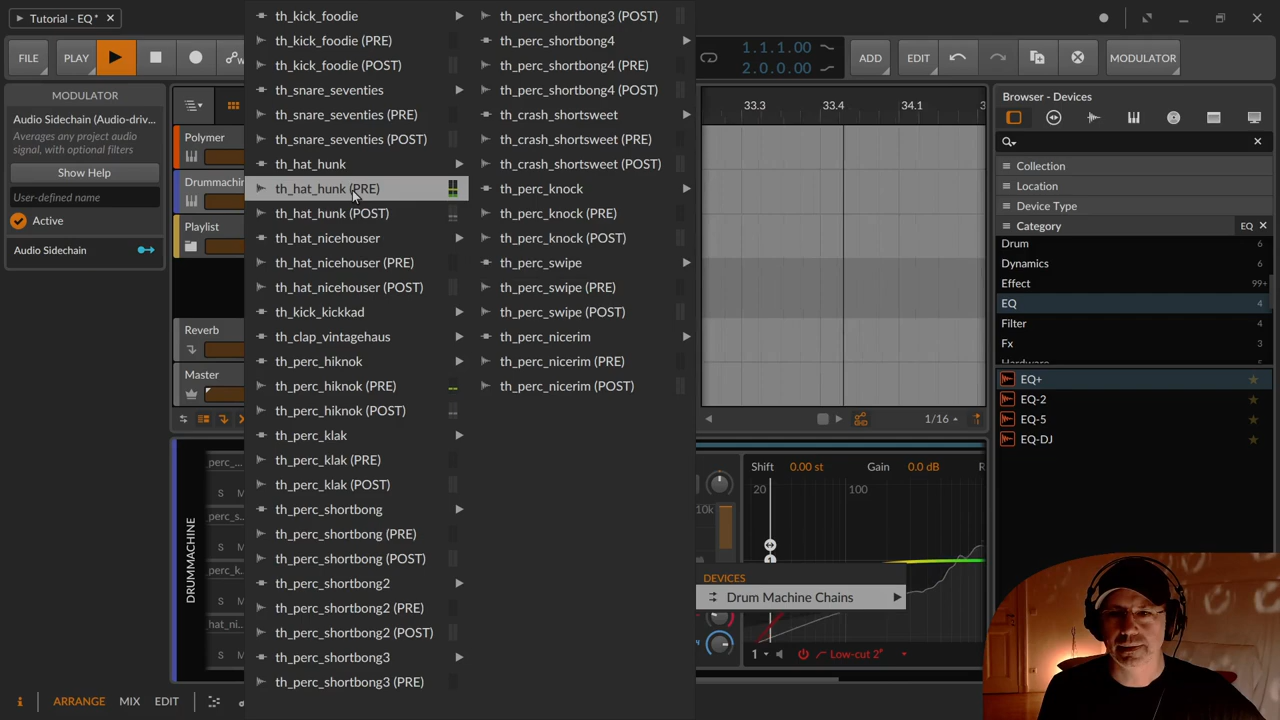 Tutorial - EQ*
FILE
PLAY
1.1.1.00
2.0.0.00
ADD
EDIT
MODULATOR
MODULATOR
Audio Sidechain (Audio-driv...
Averages any project audio
signal, with optional filters
Show Help
User-defined name
Active
Audio Sidechain
Polymer
Drummachin
Playlist
Reverb
Master
th_kick_foodie
th_kick_foodie (PRE)
th_kick_foodie (POST)
th_snare_seventies
th_snare_seventies (PRE)
th_snare_seventies (POST)
th_hat_hunk
th_hat_hunk (PRE)
th_hat_hunk (POST)
th_hat_nicehouser
th_hat_nicehouser (PRE)
th_hat_nicehouser (POST)
th_kick_kickkad
th_clap_vintagehaus
th_perc_hiknok
th_perc_hiknok (PRE)
th_perc_hiknok (POST)
th_perc_klak
th_perc_klak (PRE)
th_perc_klak (POST)
th_perc_shortbong
th_perc_shortbong (PRE)
th_perc_shortbong (POST)
th_perc_shortbong2
th_perc_shortbong2 (PRE)
th_perc_shortbong2 (POST)
th_perc_shortbong3
th_perc_shortbong3 (PRE)
th_perc_shortbong3 (POST)
th_perc_shortbong4
th_perc_shortbong4 (PRE)
th_perc_shortbong4 (POST)
th_crash_shortsweet
th_crash_shortsweet (PRE)
th_crash_shortsweet (POST)
th_perc_knock
th_perc_knock (PRE)
th_perc_knock (POST)
th_perc_swipe
th_perc_swipe (PRE)
th_perc_swipe (POST)
th_perc_nicerim
th_perc_nicerim (PRE)
th_perc_nicerim (POST)
33.3
33.4
34.1
3
1/16
Browser - Devices
Collection
Location
Device Type
Category
EQ
Drum 6
Dynamics 6
Effect 99+
EQ 4
Filter 4
Fx 3
EQ+
EQ-2
EQ-5
EQ-DJ
DRUMMACHINE
perc_...
S M
perc_s...
S M
perc_k...
S M
hat_ni...
S M
Shift 0.00 st Gain 0.0 dB R
20
100
10k
DEVICES
Drum Machine Chains
1
Low-cut 2*
ARRANGE
MIX
EDIT